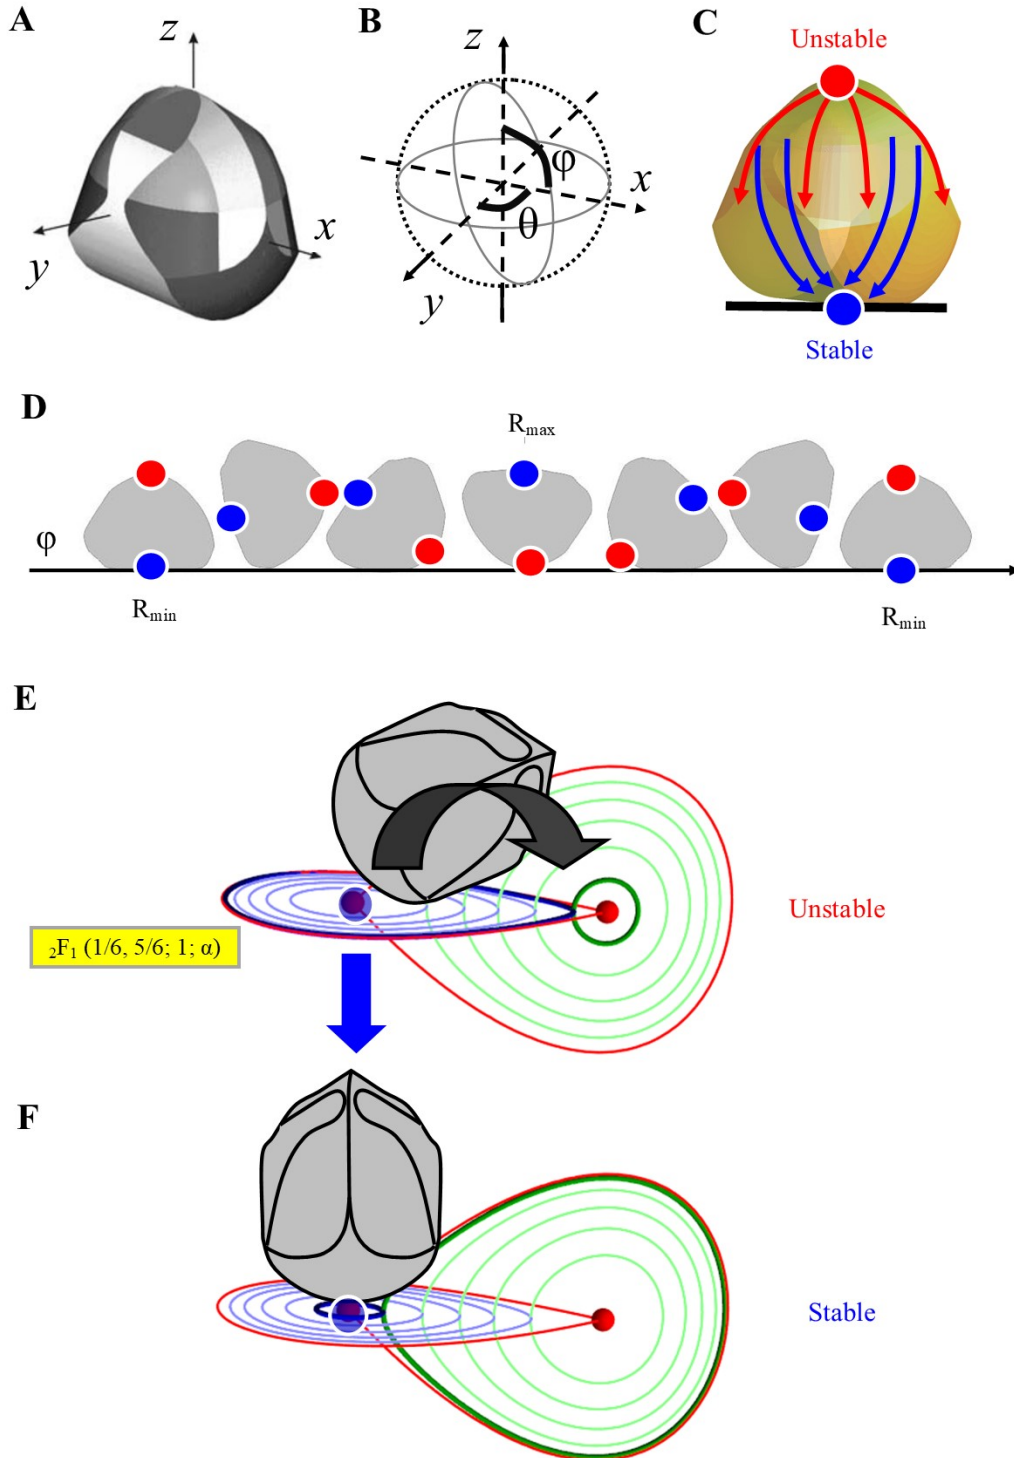 A
z
y
x
B
z
x
φ
θ
y
C
Unstable
Stable
D
R_max
φ
R_min
R_min
E
Unstable
₂F₁ (1/6, 5/6; 1; α)
F
Stable